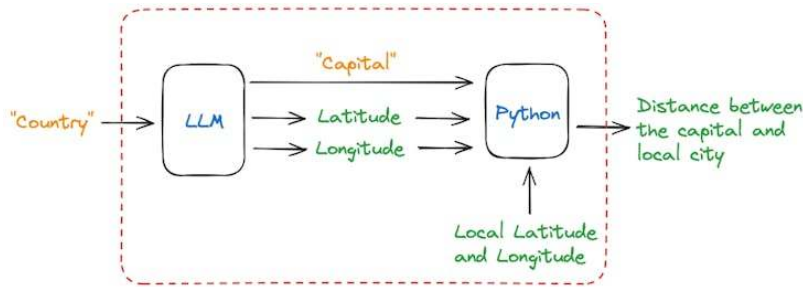 "Capital"
"Country"
LLM
Latitude
Longitude
Python
Distance between
the capital and
local city
Local Latitude
and Longitude